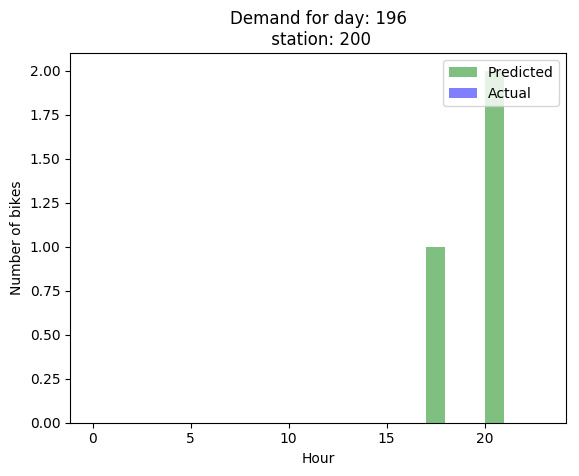 Demand for day: 196
station: 200
Predicted
Actual
2.00
1.75
1.50
1.25
1.00
0.75
0.50
0.25
0.00
Number of bikes
0 5 10 15 20
Hour